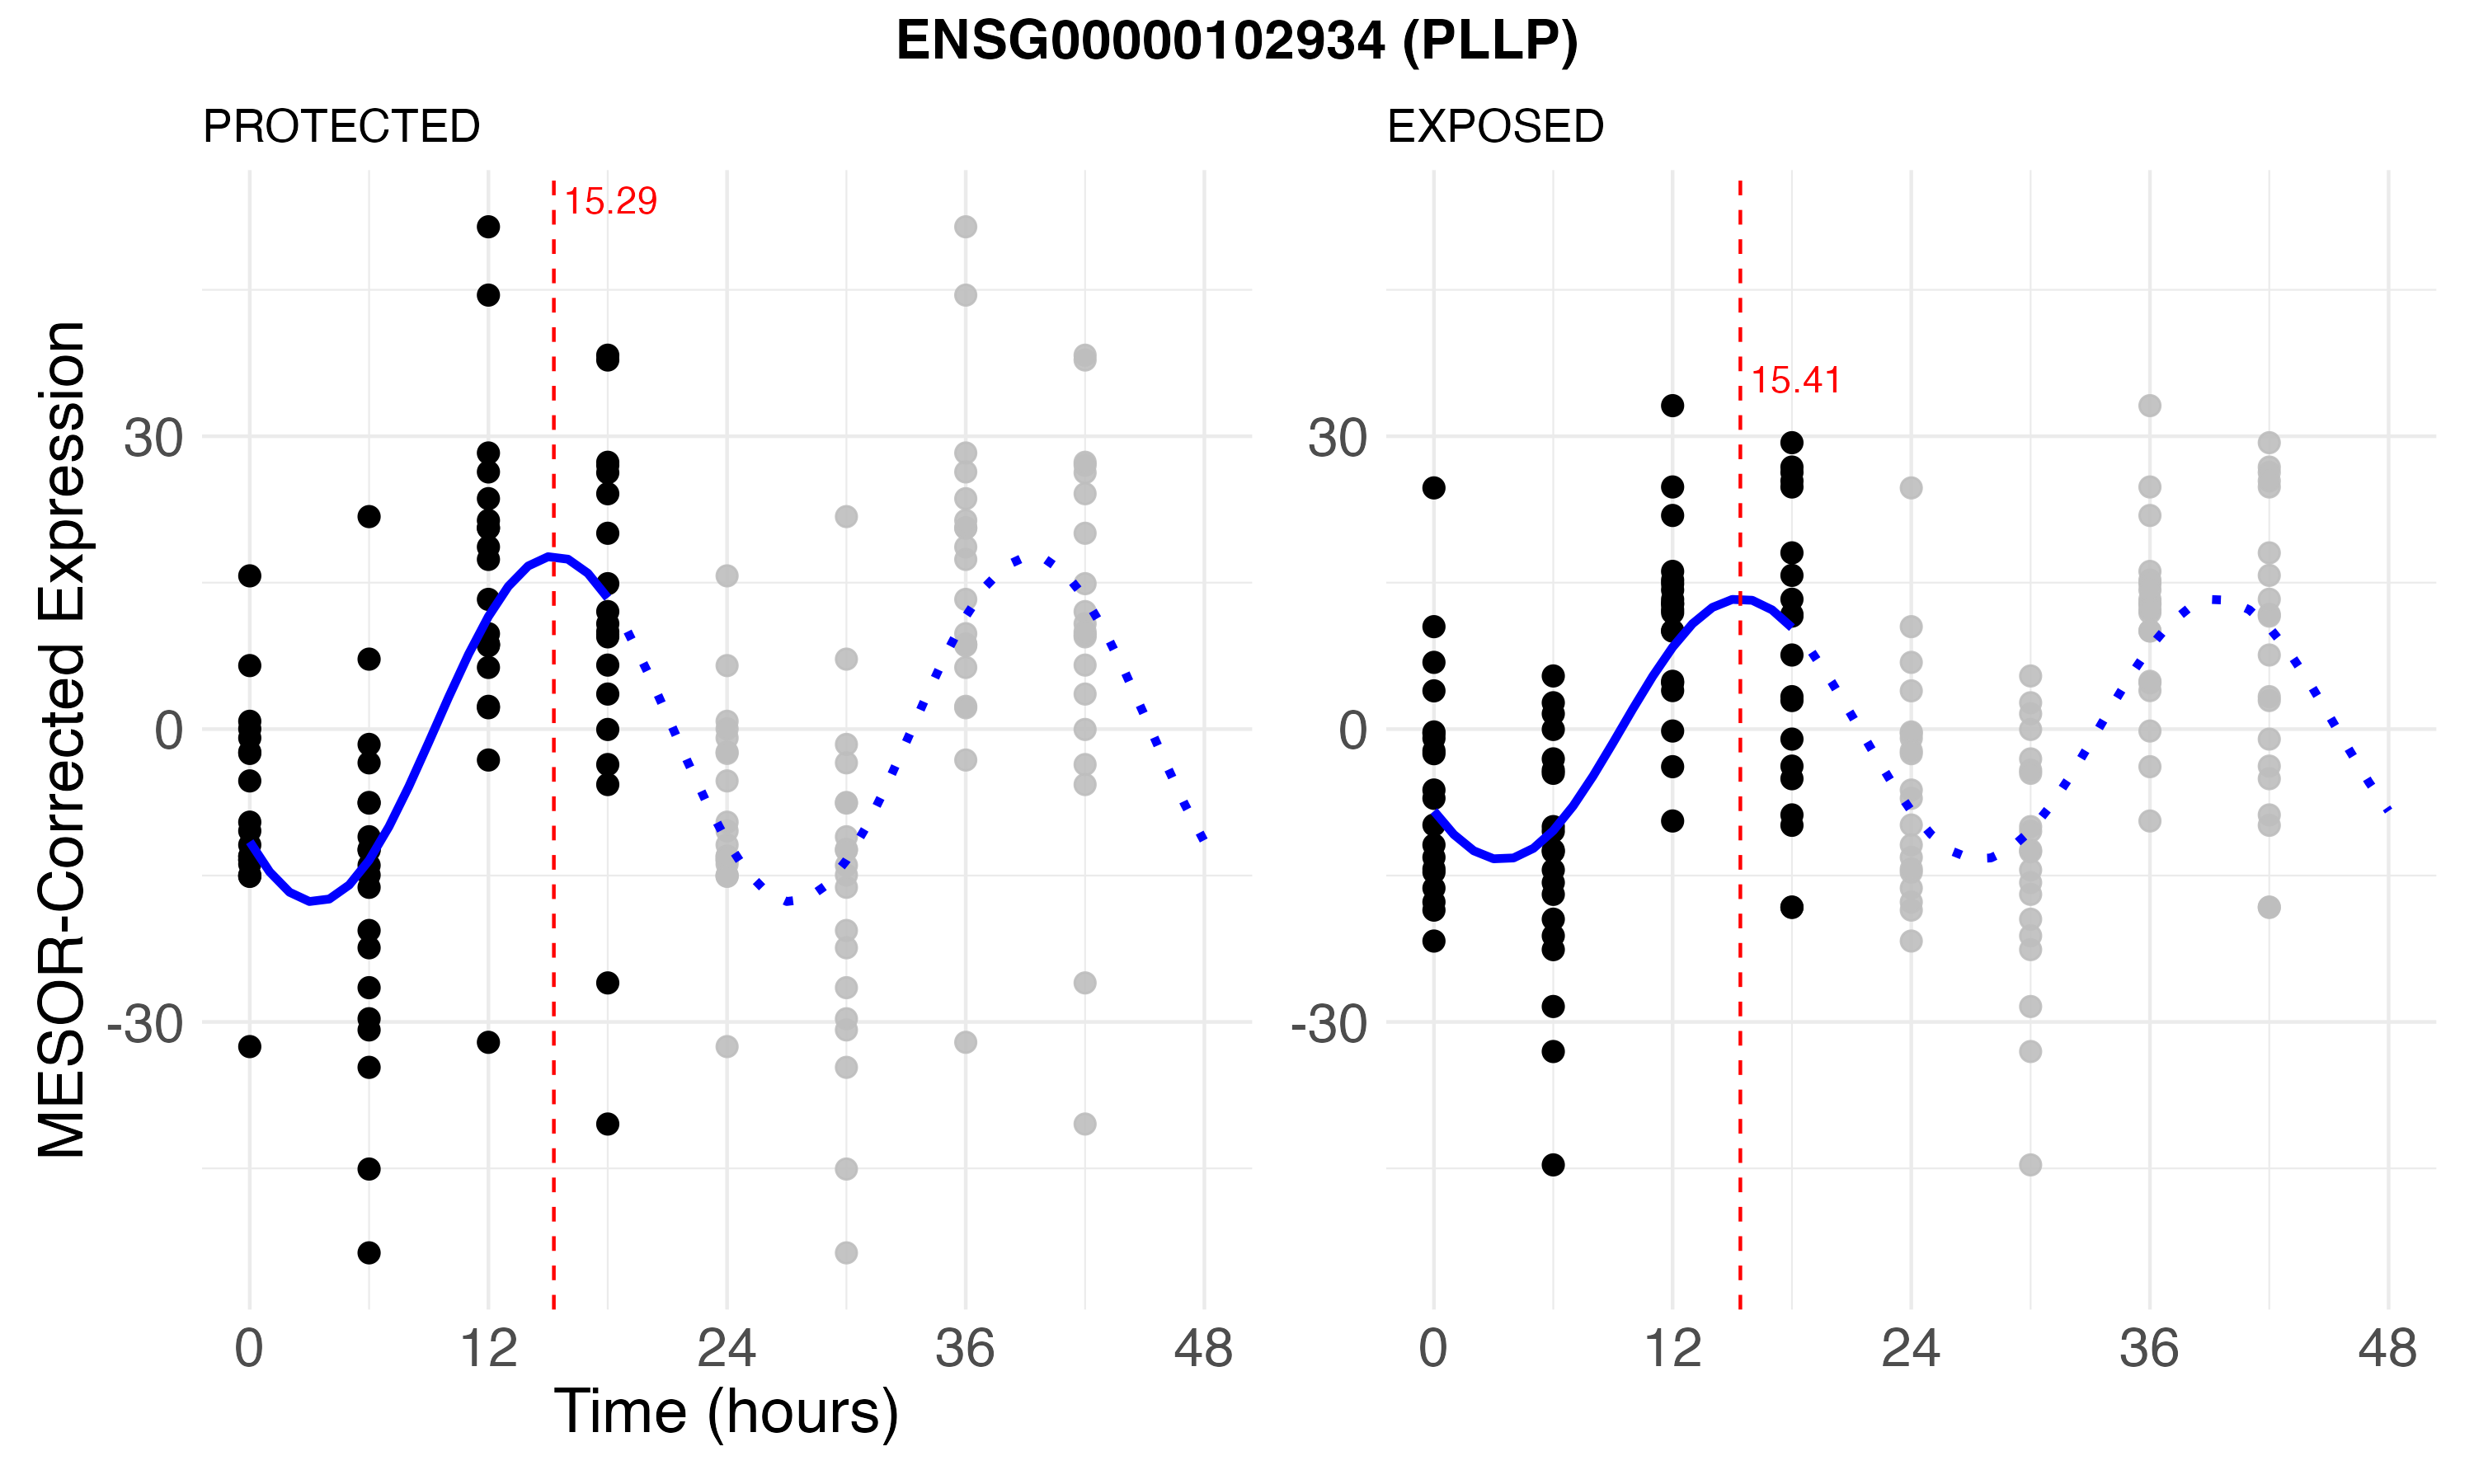 ENSG00000102934 (PLLP)
PROTECTED
EXPOSED
15.29
15.41
MESOR-Corrected Expression
30
0
-30
30
0
-30
0 12 24 36 48
0 12 24 36 48
Time (hours)